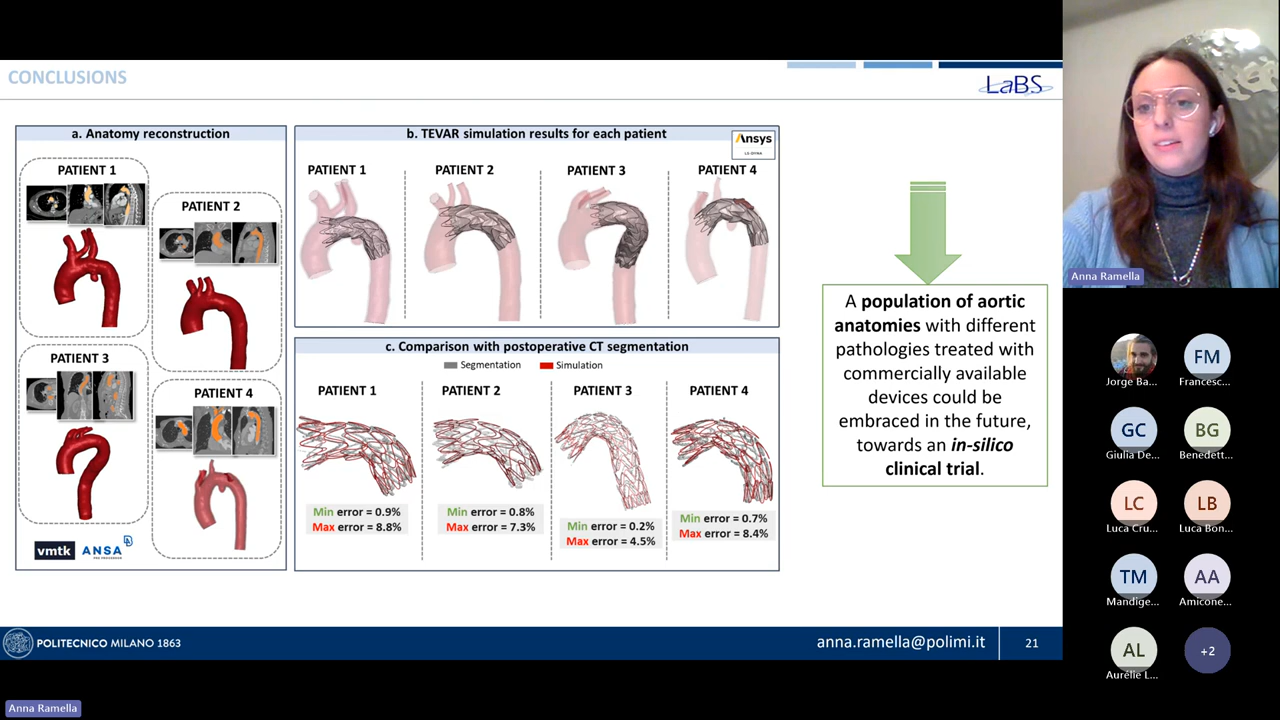 CONCLUSIONS
LaBS
a. Anatomy reconstruction
PATIENT 1
PATIENT 2
PATIENT 3
PATIENT 4
vmtk
ANSA
b. TEVAR simulation results for each patient
Ansys
LS-DYNA
PATIENT 1
PATIENT 2
PATIENT 3
PATIENT 4
c. Comparison with postoperative CT segmentation
Segmentation
Simulation
PATIENT 1
PATIENT 2
PATIENT 3
PATIENT 4
Min error = 0.9%
Max error = 8.8%
Min error = 0.8%
Max error = 7.3%
Min error = 0.2%
Max error = 4.5%
Min error = 0.7%
Max error = 8.4%
A population of aortic
anatomies with different
pathologies treated with
commercially available
devices could be
embraced in the future,
towards an in-silico
clinical trial.
POLITECNICO MILANO 1863
anna.ramella@polimi.it
21
Anna Ramella
Jorge Ba...
FM
Francesc...
GC
Giulia De...
BG
Benedett...
LC
Luca Cru...
LB
Luca Bon...
TM
Mandige...
AA
Amicone...
AL
Aurélie L...
+2
Anna Ramella